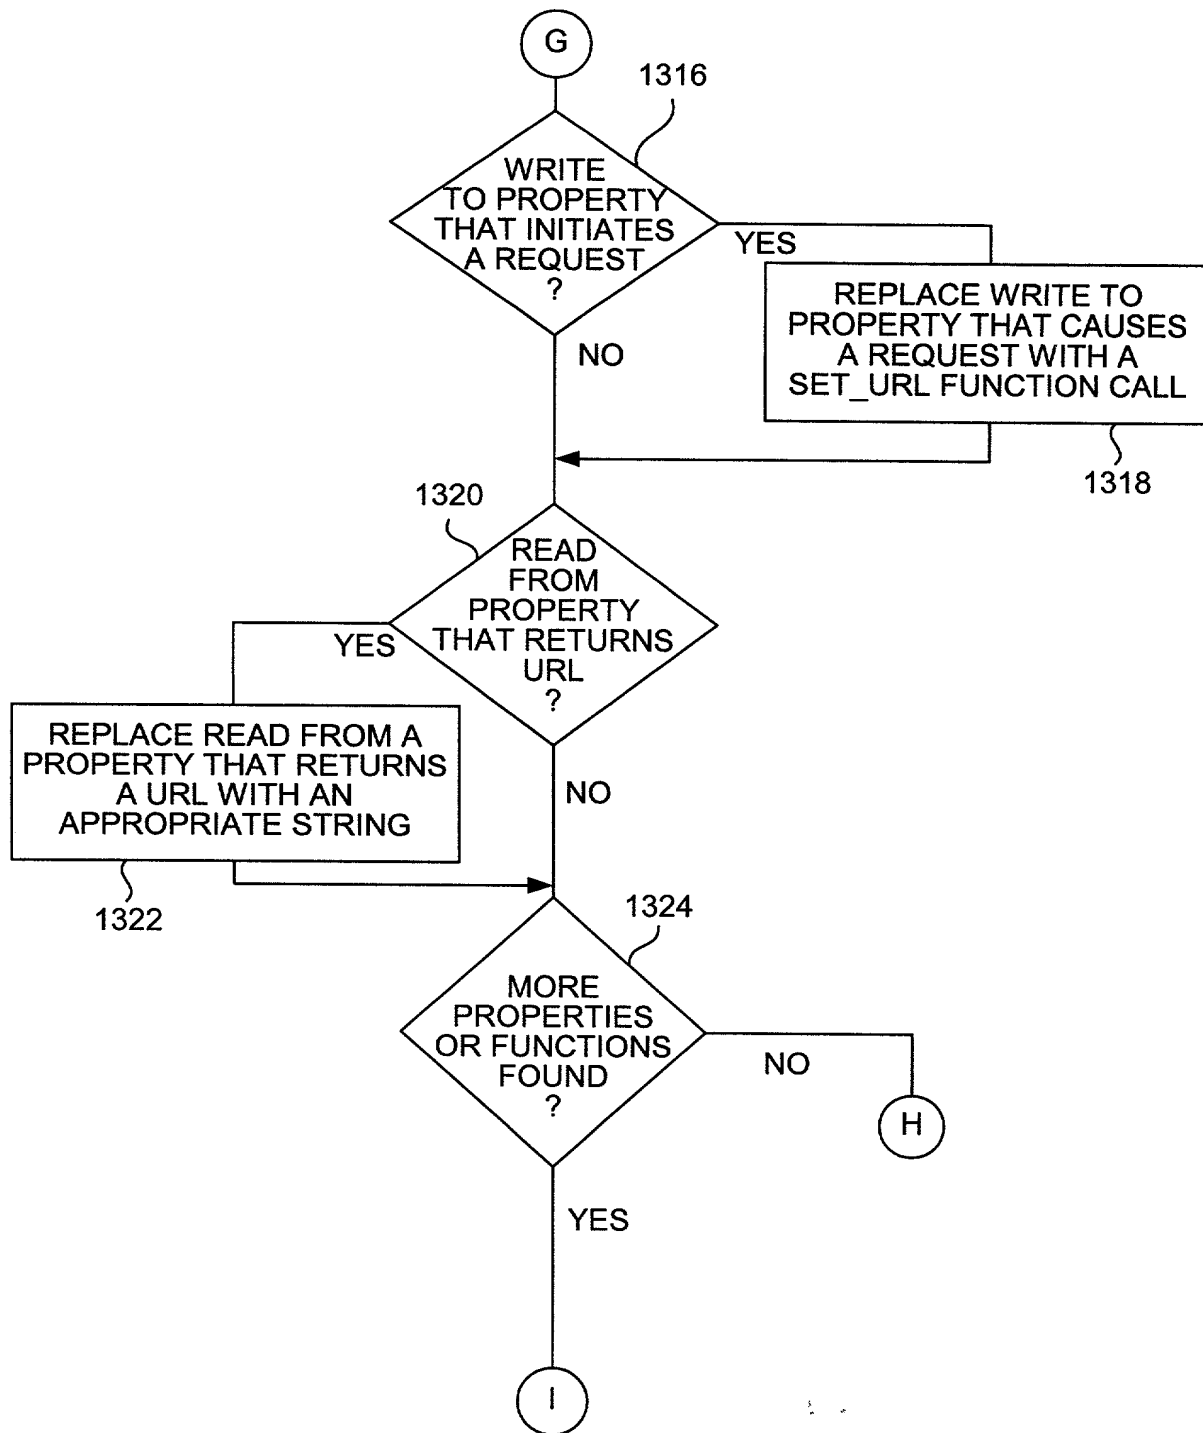 G
1316
WRITE
TO PROPERTY
THAT INITIATES
A REQUEST
?
YES
NO
REPLACE WRITE TO
PROPERTY THAT CAUSES
A REQUEST WITH A
SET_URL FUNCTION CALL
1318
1320
READ
FROM
PROPERTY
THAT RETURNS
URL
?
YES
NO
REPLACE READ FROM A
PROPERTY THAT RETURNS
A URL WITH AN
APPROPRIATE STRING
1322
1324
MORE
PROPERTIES
OR FUNCTIONS
FOUND
?
NO
H
YES
I